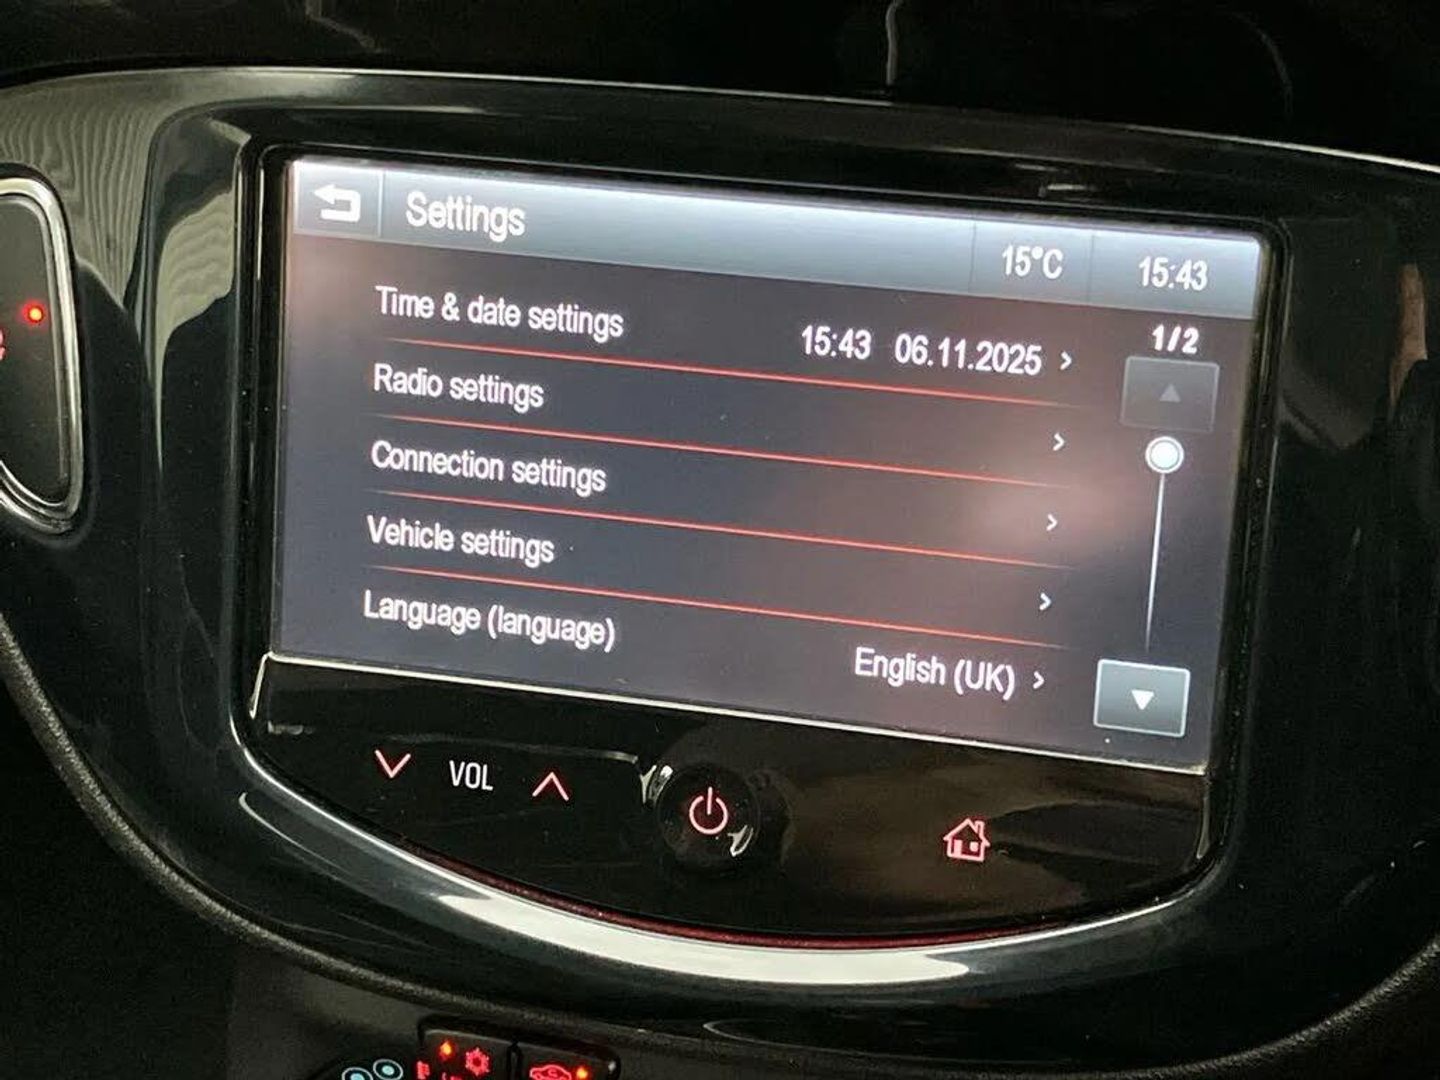 Settings 15°C 15:43
Time & date settings 15:43 06.11.2025 >
1/2
Radio settings >
Connection settings >
Vehicle settings >
Language (language) English (UK) >
VOL